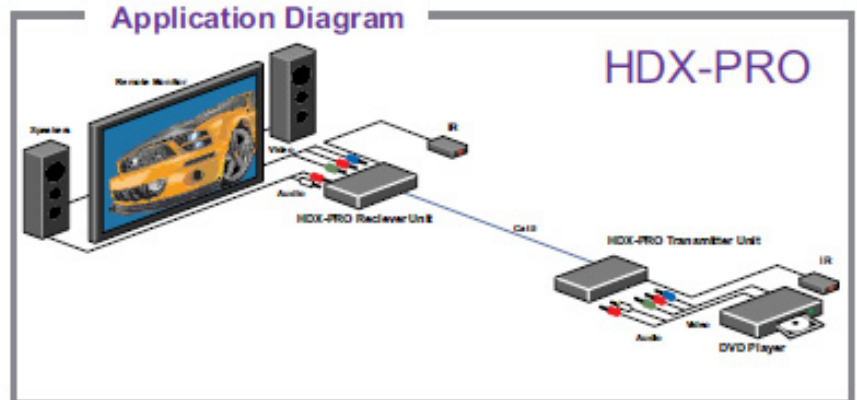 Application Diagram
HDX-PRO
Remote Monitor
Speakers
IR
Video
Audio
HDX-PRO Reciever Unit
HDX-PRO Transmitter Unit
IR
Video
Audio
DVD Player